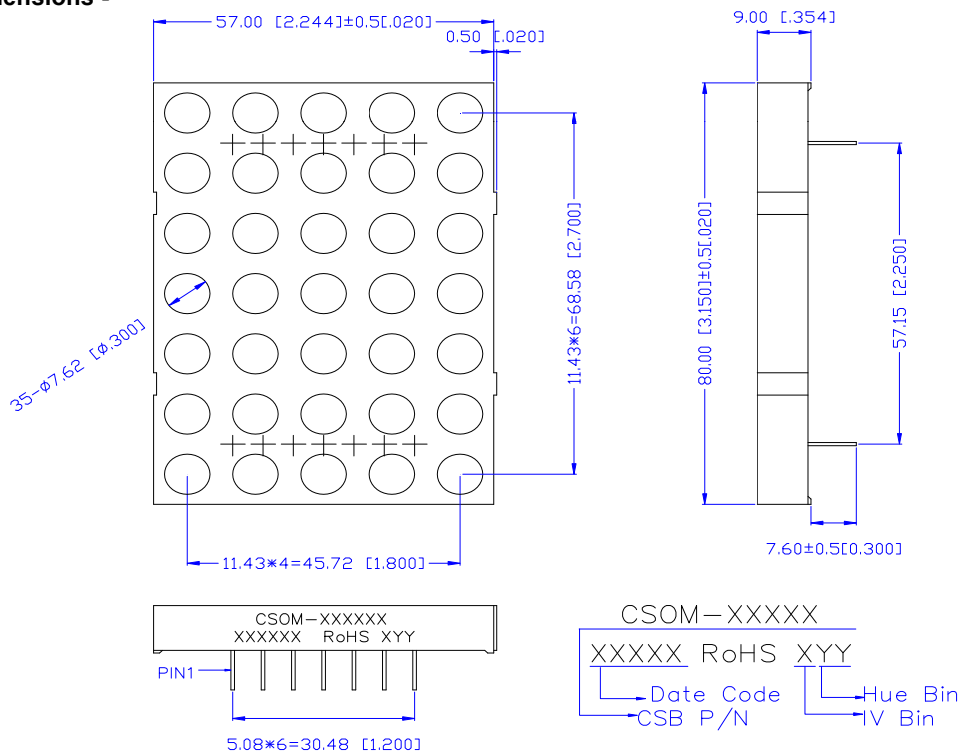 57.00 [2.244]±0.5[.020]
0.50 [.020]
9.00 [.354]
11.43*6=68.58 [2.700]
80.00 [3.150]±0.5[.020]
57.15 [2.250]
35-ø7.62 [ø.300]
7.60±0.5[0.300]
11.43*4=45.72 [1.800]
CSOM-XXXXXX
XXXXXX RoHS XYY
PIN1
5.08*6=30.48 [1.200]
CSOM-XXXXX
XXXXX RoHS XYY
Date Code
Hue Bin
CSB P/N
IV Bin